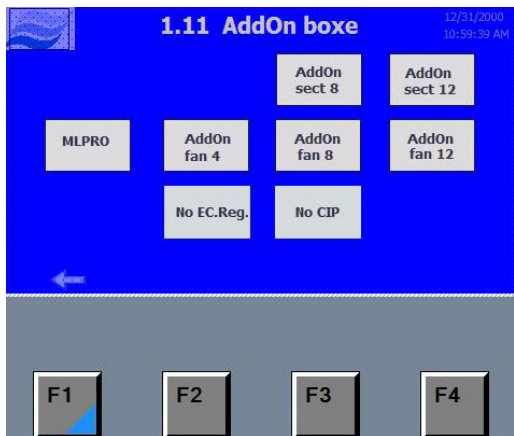 1.11 AddOn boxe
12/31/2000
10:59:39 AM
AddOn
sect 8
AddOn
sect 12
MLPRO
AddOn
fan 4
AddOn
fan 8
AddOn
fan 12
No EC.Reg.
No CIP
F1
F2
F3
F4